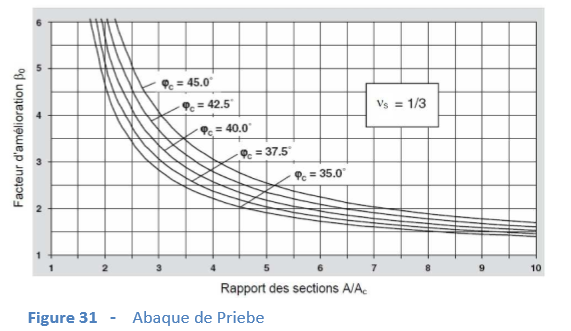 Facteur d'amélioration β₀
6
5
4
3
2
1
φc = 45.0°
φc = 42.5°
φc = 40.0°
φc = 37.5°
φc = 35.0°
νs = 1/3
1 2 3 4 5 6 7 8 9 10
Rapport des sections A/Ac
Figure 31 - Abaque de Priebe